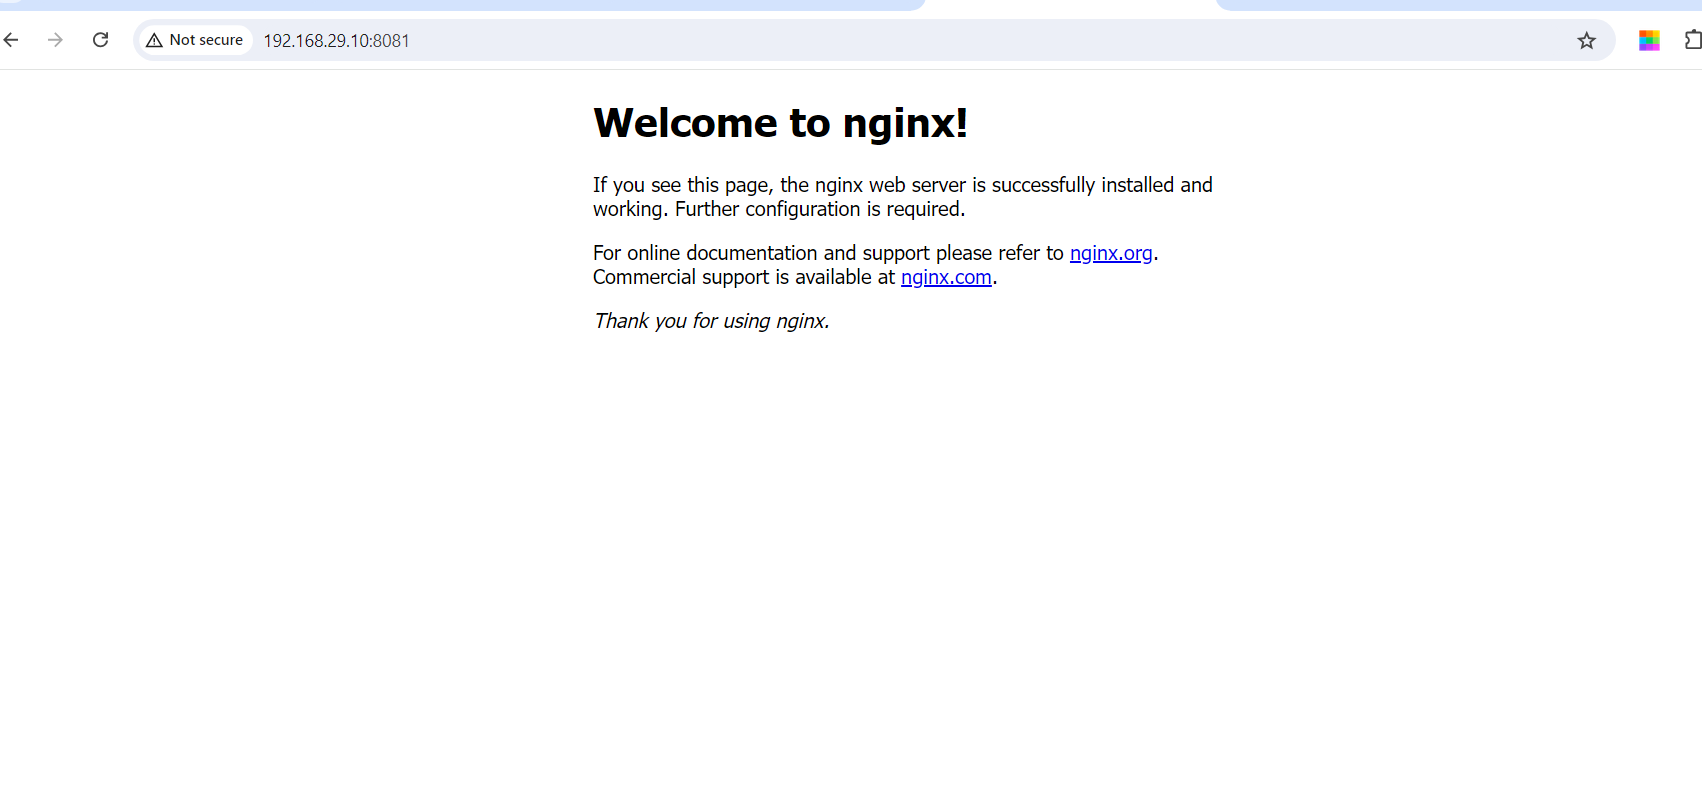 Not secure 192.168.29.10:8081
Welcome to nginx!
If you see this page, the nginx web server is successfully installed and
working. Further configuration is required.
For online documentation and support please refer to nginx.org.
Commercial support is available at nginx.com.
Thank you for using nginx.